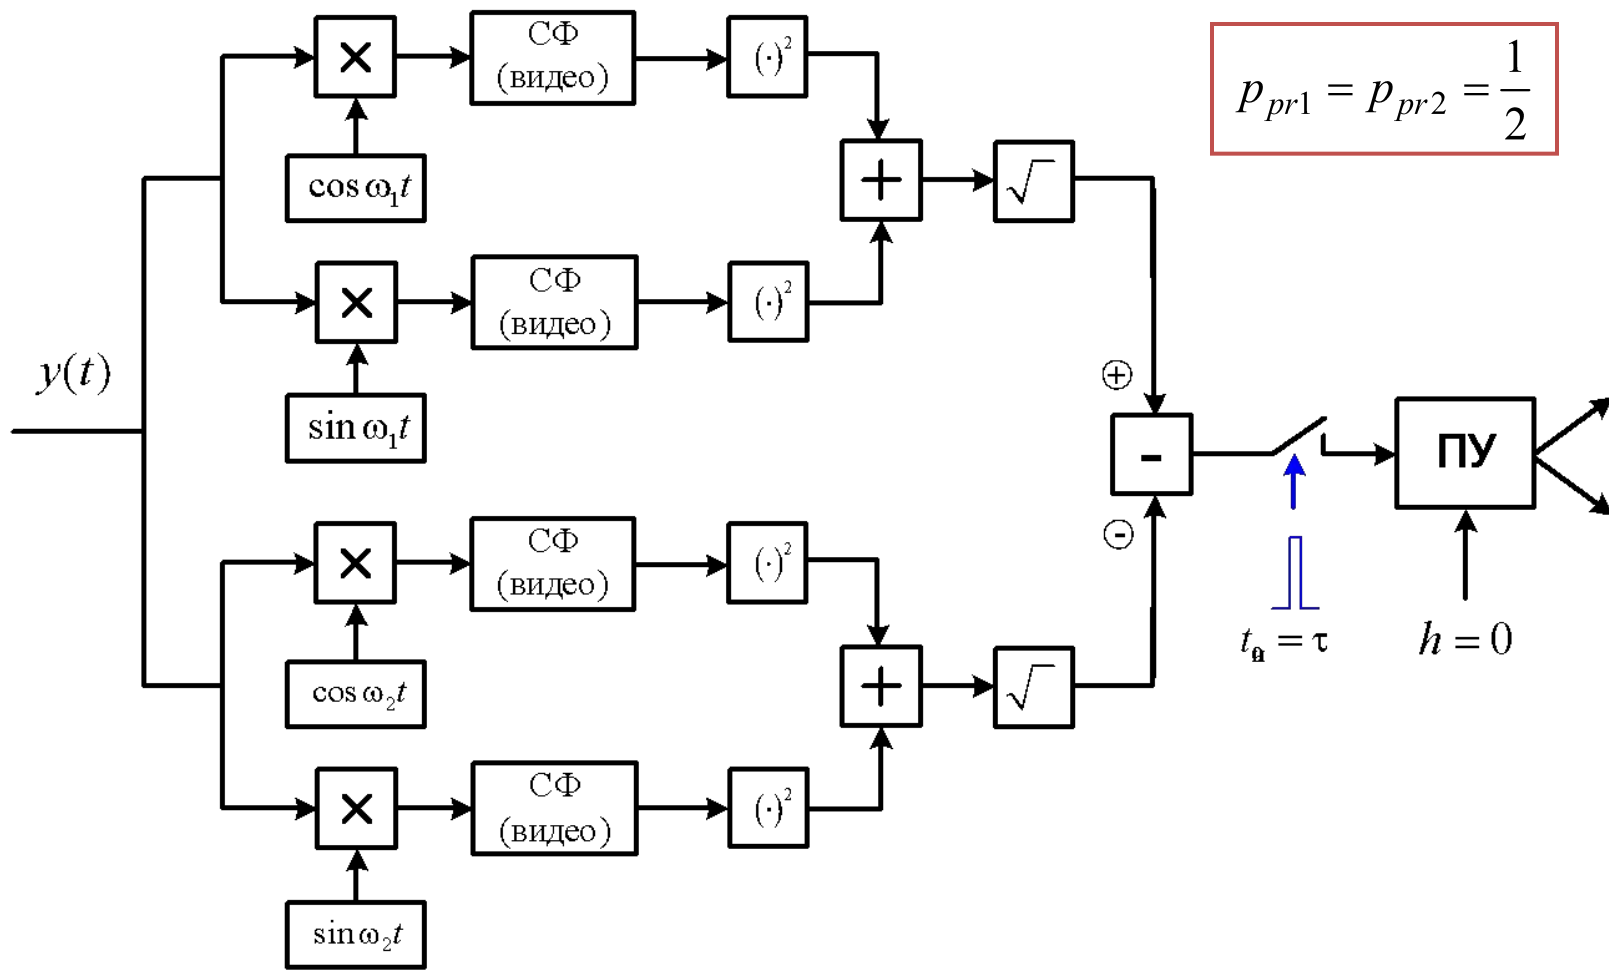 СФ
(видео)
(·)²
×
p_pr1 = p_pr2 = 1/2
cos ω₁t
+
√
СФ
(видео)
(·)²
×
y(t)
sin ω₁t
⊕
-
ПУ
⊖
СФ
(видео)
(·)²
×
= τ
h = 0
cos ω₂t
+
√
СФ
(видео)
(·)²
×
sin ω₂t